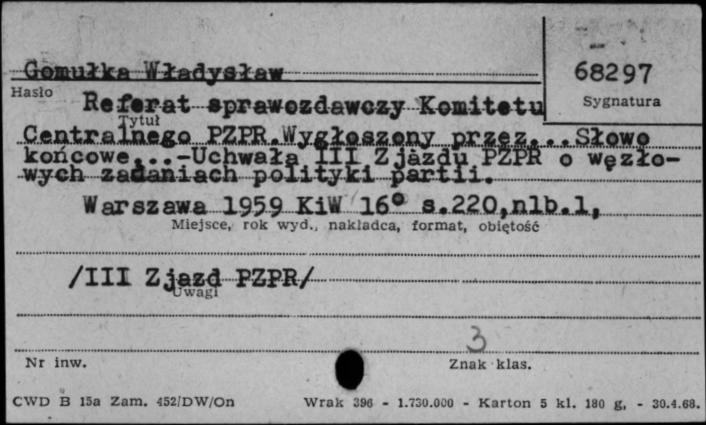 Gomułka Władysław
68297
Hasło
Sygnatura
Referat sprawozdawczy Komitetu
Tytuł
Centralnego PZPR.Wygłoszony przez...Słowo
końcowe...-Uchwała III Zjazdu PZPR o węzło-
wych zadaniach polityki partii.
Warszawa 1959 KiW 16° s.220,nlb.1,
Miejsce, rok wyd., nakładca, format, objętość
/III Zjazd PZPR/
Uwagi
3
Nr inw.
Znak klas.
CWD B 15a Zam. 452/DW/On Wrak 396 - 1.730.000 - Karton 5 kl. 180 g, - 30.4.68.